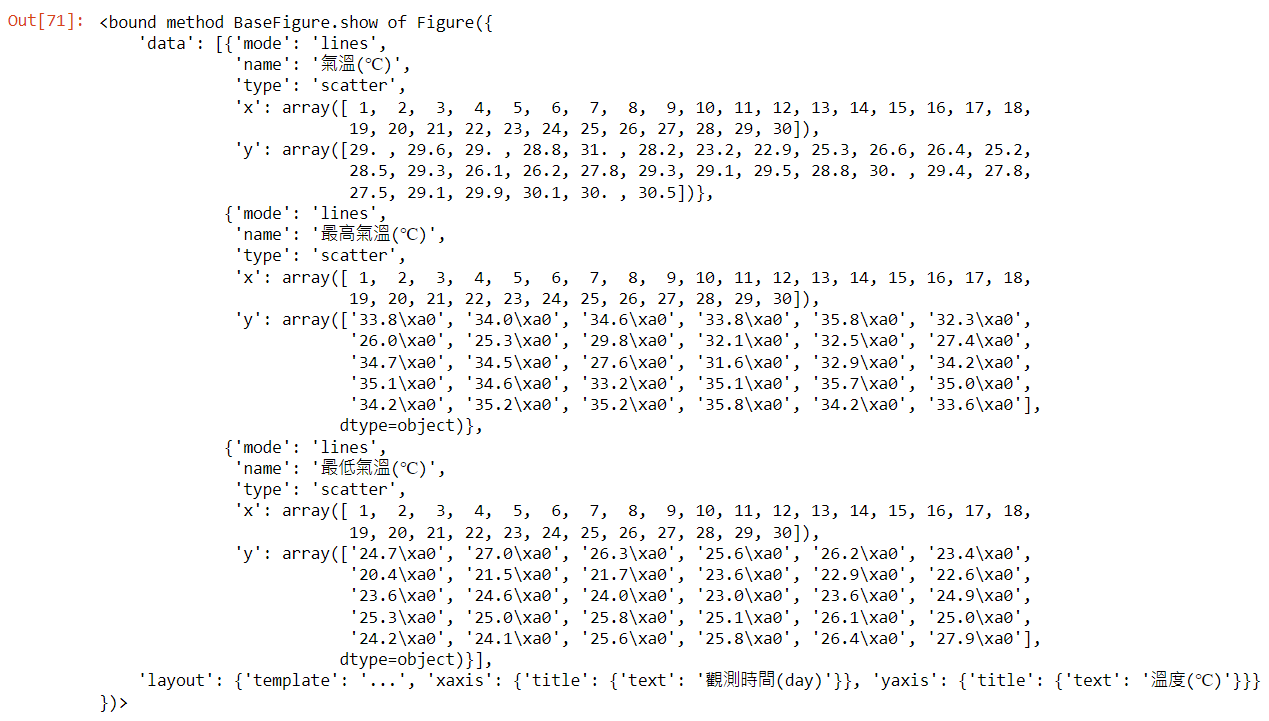 Out[71]: <bound method BaseFigure.show of Figure({
'data': [{'mode': 'lines',
'name': '氣溫(℃)',
'type': 'scatter',
'x': array([ 1,  2,  3,  4,  5,  6,  7,  8,  9, 10, 11, 12, 13, 14, 15, 16, 17, 18,
19, 20, 21, 22, 23, 24, 25, 26, 27, 28, 29, 30]),
'y': array([29. , 29.6, 29. , 28.8, 31. , 28.2, 23.2, 22.9, 25.3, 26.6, 26.4, 25.2,
28.5, 29.3, 26.1, 26.2, 27.8, 29.3, 29.1, 29.5, 28.8, 30. , 29.4, 27.8,
27.5, 29.1, 29.9, 30.1, 30. , 30.5])},
{'mode': 'lines',
'name': '最高氣溫(℃)',
'type': 'scatter',
'x': array([ 1,  2,  3,  4,  5,  6,  7,  8,  9, 10, 11, 12, 13, 14, 15, 16, 17, 18,
19, 20, 21, 22, 23, 24, 25, 26, 27, 28, 29, 30]),
'y': array(['33.8\xa0', '34.0\xa0', '34.6\xa0', '33.8\xa0', '35.8\xa0', '32.3\xa0',
'26.0\xa0', '25.3\xa0', '29.8\xa0', '32.1\xa0', '32.5\xa0', '27.4\xa0',
'34.7\xa0', '34.5\xa0', '27.6\xa0', '31.6\xa0', '32.9\xa0', '34.2\xa0',
'35.1\xa0', '34.6\xa0', '33.2\xa0', '35.1\xa0', '35.7\xa0', '35.0\xa0',
'34.2\xa0', '35.2\xa0', '35.2\xa0', '35.8\xa0', '34.2\xa0', '33.6\xa0'],
dtype=object)},
{'mode': 'lines',
'name': '最低氣溫(℃)',
'type': 'scatter',
'x': array([ 1,  2,  3,  4,  5,  6,  7,  8,  9, 10, 11, 12, 13, 14, 15, 16, 17, 18,
19, 20, 21, 22, 23, 24, 25, 26, 27, 28, 29, 30]),
'y': array(['24.7\xa0', '27.0\xa0', '26.3\xa0', '25.6\xa0', '26.2\xa0', '23.4\xa0',
'20.4\xa0', '21.5\xa0', '21.7\xa0', '23.6\xa0', '22.9\xa0', '22.6\xa0',
'23.6\xa0', '24.6\xa0', '24.0\xa0', '23.0\xa0', '23.6\xa0', '24.9\xa0',
'25.3\xa0', '25.0\xa0', '25.8\xa0', '25.1\xa0', '26.1\xa0', '25.0\xa0',
'24.2\xa0', '24.1\xa0', '25.6\xa0', '25.8\xa0', '26.4\xa0', '27.9\xa0'],
dtype=object)}],
'layout': {'template': '...', 'xaxis': {'title': {'text': '觀測時間(day)'}}, 'yaxis': {'title': {'text': '溫度(℃)'}}}
})>